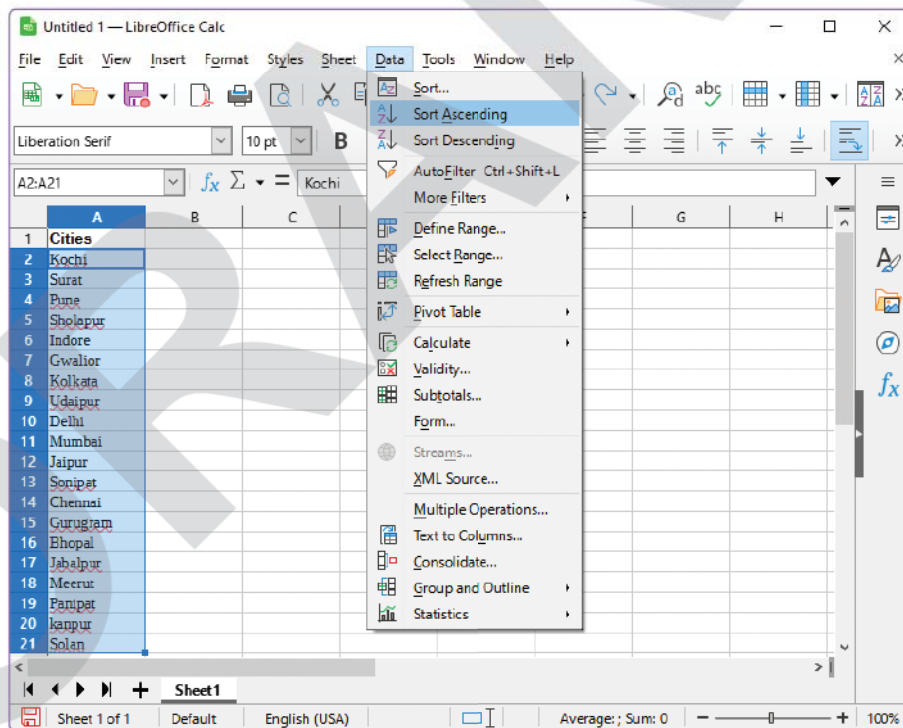 Untitled 1 — LibreOffice Calc
File Edit View Insert Format Styles Sheet Data Tools Window Help
Liberation Serif 10 pt B
A2:A21 fx Σ = Kochi
A B C G H
1 Cities
2 Kochi
3 Surat
4 Pune
5 Sholapur
6 Indore
7 Gwalior
8 Kolkata
9 Udaipur
10 Delhi
11 Mumbai
12 Jaipur
13 Sonipat
14 Chennai
15 Gurugram
16 Bhopal
17 Jabalpur
18 Meerut
19 Panipat
20 kanpur
21 Solan
Sort...
Sort Ascending
Sort Descending
AutoFilter Ctrl+Shift+L
More Filters
Define Range...
Select Range...
Refresh Range
Pivot Table
Calculate
Validity...
Subtotals...
Form...
Streams...
XML Source...
Multiple Operations...
Text to Columns...
Consolidate...
Group and Outline
Statistics
Sheet1
Sheet 1 of 1 Default English (USA) Average: ; Sum: 0 100%